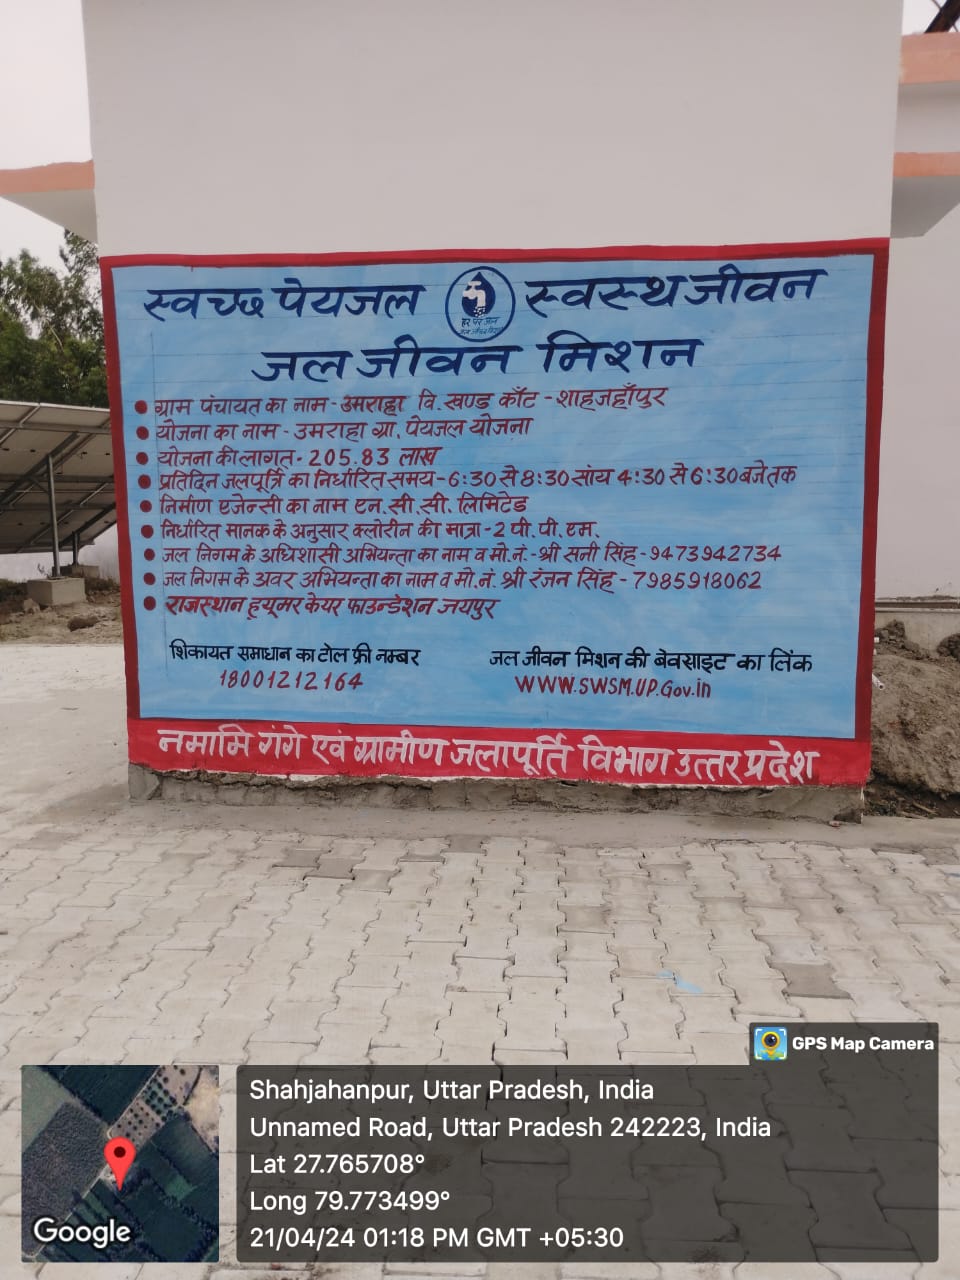 स्वच्छ पेयजल स्वस्थ जीवन
हर घर जल
जल जीवन मिशन
ग्राम पंचायत का नाम - उमराहा वि. खण्ड काँट - शाहजहाँपुर
योजना का नाम - उमराहा ग्रा. पेयजल योजना
योजना की लागत - 205.83 लाख
प्रतिदिन जलपूर्त्ति का निर्धारित समय - 6:30 से 8:30 सांय 4:30 से 6:30 बजे तक
निर्माण एजेन्सी का नाम एन. सी. सी. लिमिटेड
निर्धारित मानक के अनुसार क्लोरीन की मात्रा - 2 पी. पी. एम.
जल निगम के अधिशासी अभियन्ता का नाम व मो. नं. - श्री सनी सिंह - 9473942734
जल निगम के अवर अभियन्ता का नाम व मो. नं. श्री रंजन सिंह - 7985918062
राजस्थान ह्यूमर केयर फाउन्डेशन जयपुर
शिकायत समाधान का टोल फ्री नम्बर
18001212164
जल जीवन मिशन की बेवसाइट का लिंक
WWW.SWSM.UP.Gov.in
नमामि गंगे एवं ग्रामीण जलापूर्ति विभाग उत्तर प्रदेश
GPS Map Camera
Shahjahanpur, Uttar Pradesh, India
Unnamed Road, Uttar Pradesh 242223, India
Lat 27.765708°
Long 79.773499°
21/04/24 01:18 PM GMT +05:30
Google